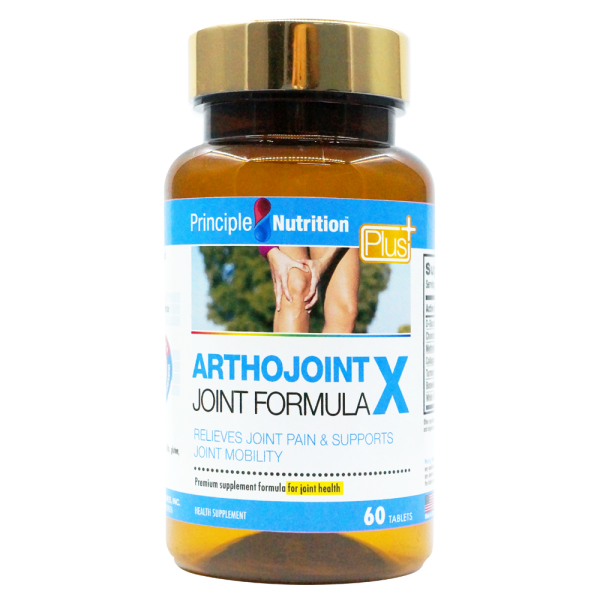 Principle Nutrition
Plus+
ARTHOJOINT X
JOINT FORMULA
RELIEVES JOINT PAIN & SUPPORTS
JOINT MOBILITY
Premium supplement formula for joint health
HEALTH SUPPLEMENT
60 TABLETS
INC.